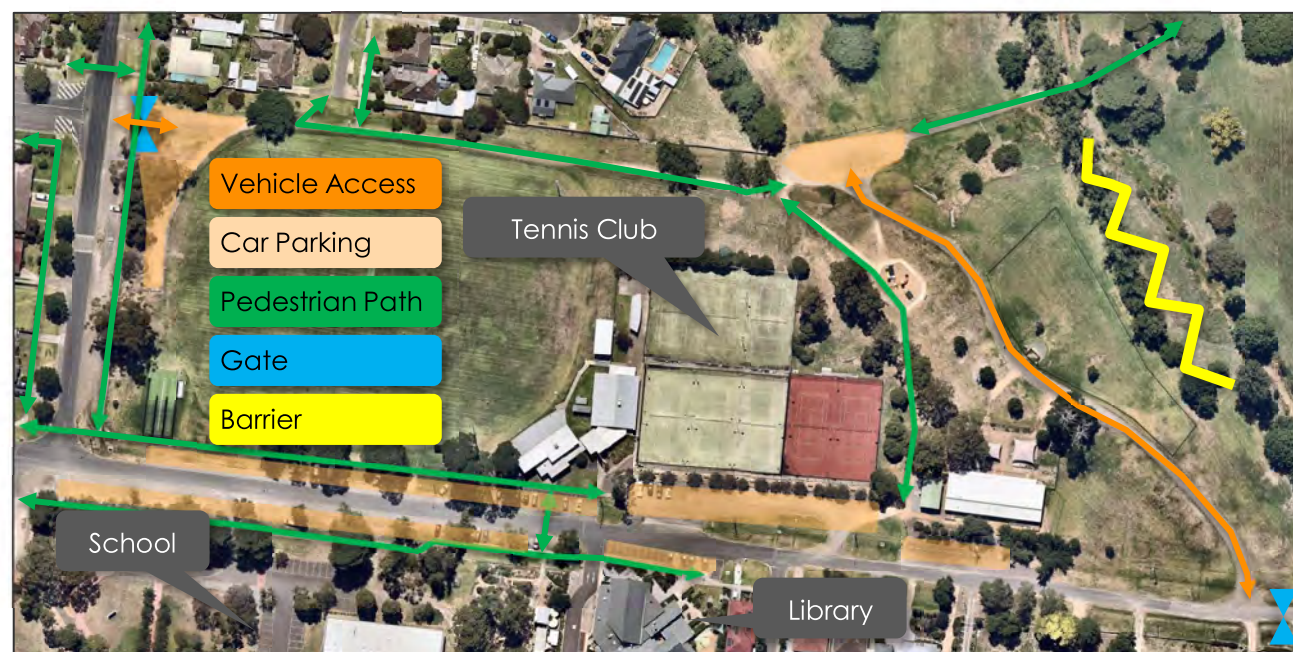 Vehicle Access
Car Parking
Tennis Club
Pedestrian Path
Gate
Barrier
School
Library